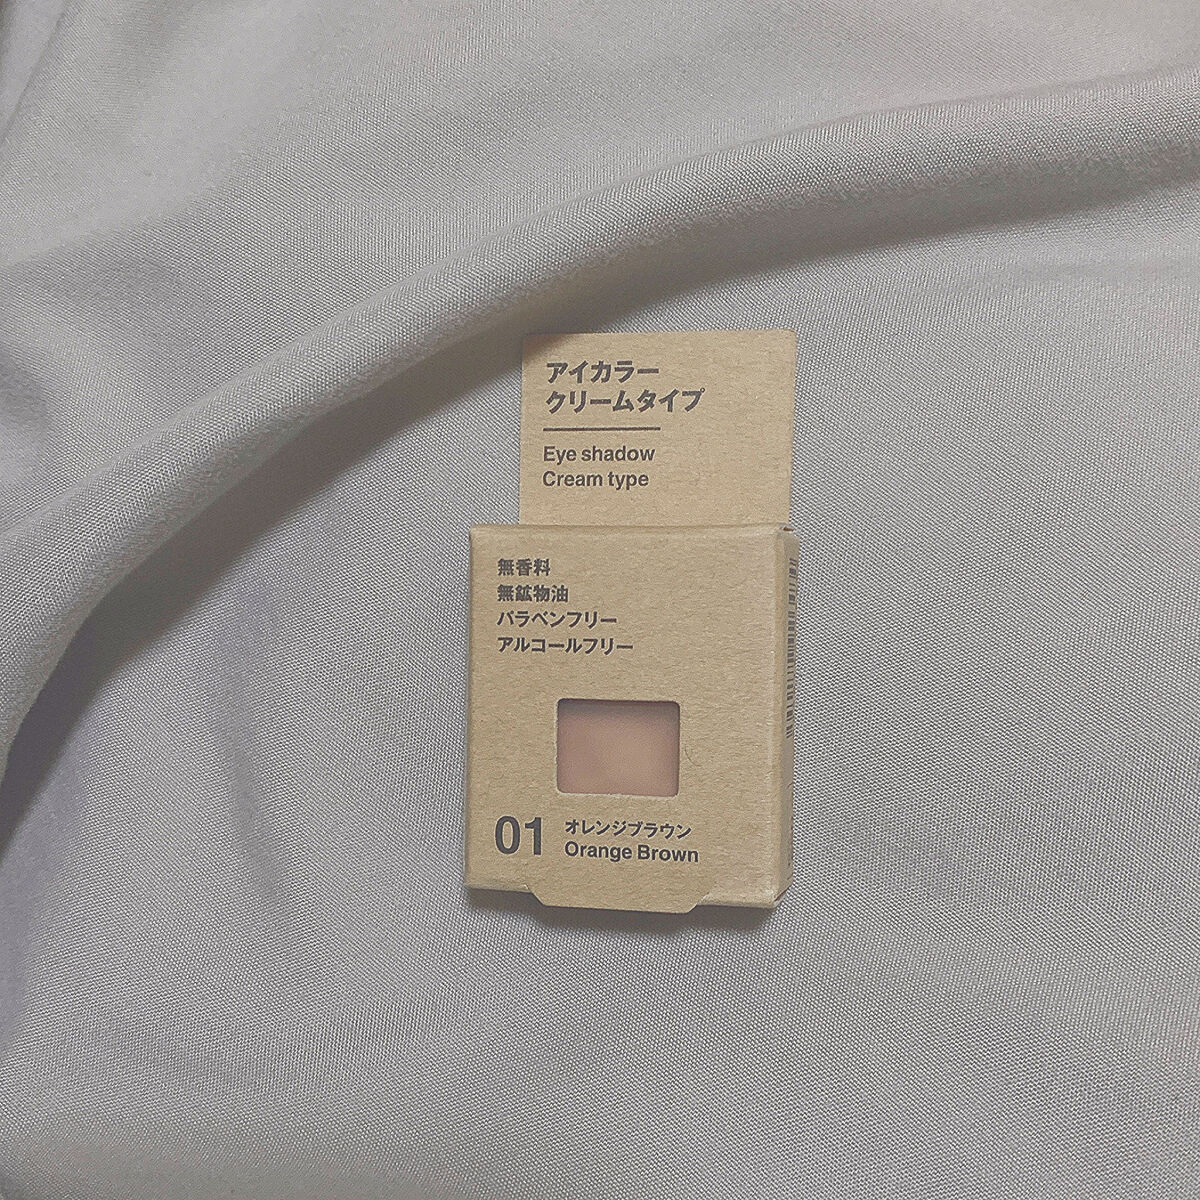 アイカラー
クリームタイプ
Eye shadow
Cream type
無香料
無鉱物油
パラベンフリー
アルコールフリー
01 オレンジブラウン
Orange Brown